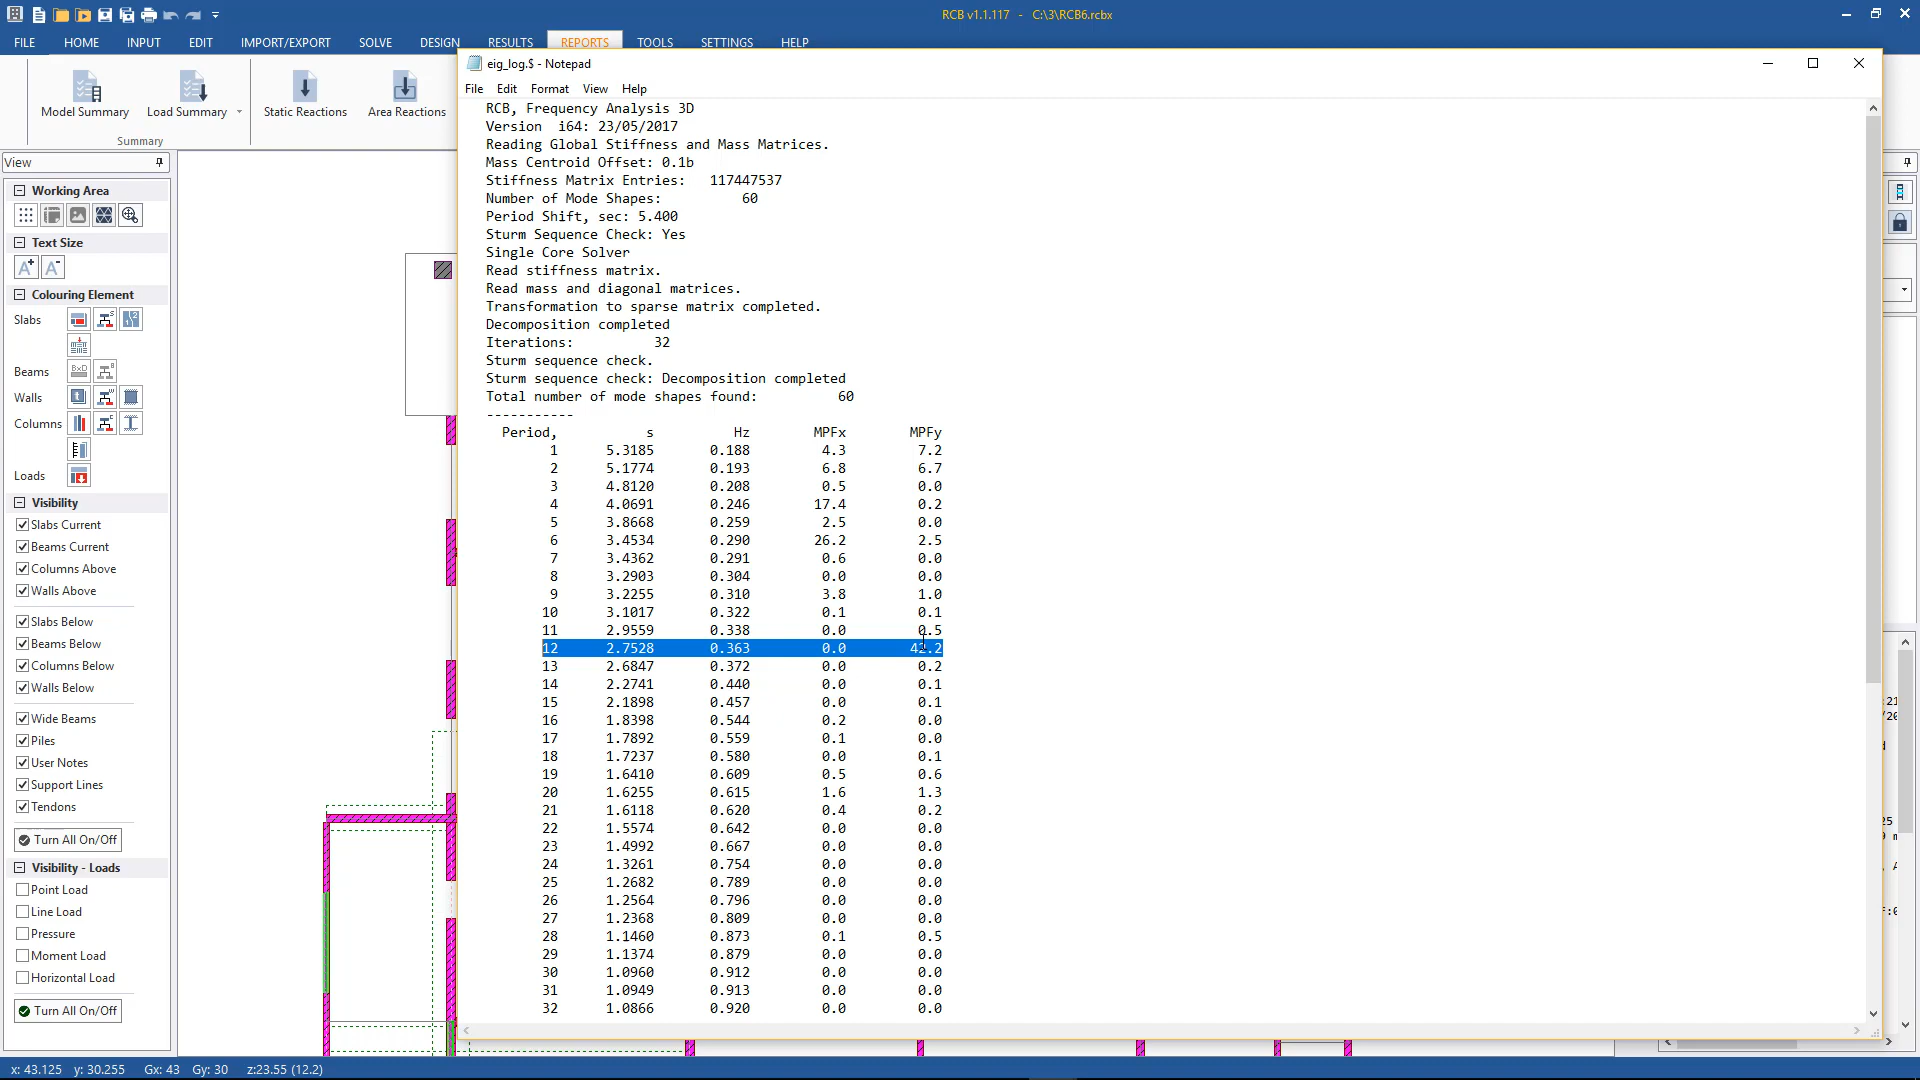 RCB v1.1.117 - C:\3\RCB6.rcbx
FILE HOME INPUT EDIT IMPORT/EXPORT SOLVE DESIGN RESULTS REPORTS TOOLS SETTINGS HELP
Model Summary Load Summary Static Reactions Area Reactions
Summary
View
Working Area
Text Size
A+ A-
Colouring Element
Slabs
Beams
Walls
Columns
Loads
Visibility
Slabs Current
Beams Current
Columns Above
Walls Above
Slabs Below
Beams Below
Columns Below
Walls Below
Wide Beams
Piles
User Notes
Support Lines
Tendons
Turn All On/Off
Visibility - Loads
Point Load
Line Load
Pressure
Moment Load
Horizontal Load
Turn All On/Off
eig_log.$ - Notepad
File Edit Format View Help
RCB, Frequency Analysis 3D
Version i64: 23/05/2017
Reading Global Stiffness and Mass Matrices.
Mass Centroid Offset: 0.1b
Stiffness Matrix Entries: 117447537
Number of Mode Shapes: 60
Period Shift, sec: 5.400
Sturm Sequence Check: Yes
Single Core Solver
Read stiffness matrix.
Read mass and diagonal matrices.
Transformation to sparse matrix completed.
Decomposition completed
Iterations: 32
Sturm sequence check.
Sturm sequence check: Decomposition completed
Total number of mode shapes found: 60
-----------
Period, s Hz MPFx MPFy
1 5.3185 0.188 4.3 7.2
2 5.1774 0.193 6.8 6.7
3 4.8120 0.208 0.5 0.0
4 4.0691 0.246 17.4 0.2
5 3.8668 0.259 2.5 0.0
6 3.4534 0.290 26.2 2.5
7 3.4362 0.291 0.6 0.0
8 3.2903 0.304 0.0 0.0
9 3.2255 0.310 3.8 1.0
10 3.1017 0.322 0.1 0.1
11 2.9559 0.338 0.0 0.5
12 2.7528 0.363 0.0 42.2
13 2.6847 0.372 0.0 0.2
14 2.2741 0.440 0.0 0.1
15 2.1898 0.457 0.0 0.1
16 1.8398 0.544 0.2 0.0
17 1.7892 0.559 0.1 0.0
18 1.7237 0.580 0.0 0.1
19 1.6410 0.609 0.5 0.6
20 1.6255 0.615 1.6 1.3
21 1.6118 0.620 0.4 0.2
22 1.5574 0.642 0.0 0.0
23 1.4992 0.667 0.0 0.0
24 1.3261 0.754 0.0 0.0
25 1.2682 0.789 0.0 0.0
26 1.2564 0.796 0.0 0.0
27 1.2368 0.809 0.0 0.0
28 1.1460 0.873 0.1 0.5
29 1.1374 0.879 0.0 0.0
30 1.0960 0.912 0.0 0.0
31 1.0949 0.913 0.0 0.0
32 1.0866 0.920 0.0 0.0
x: 43.125 y: 30.255 Gx: 43 Gy: 30 z:23.55 (12.2)